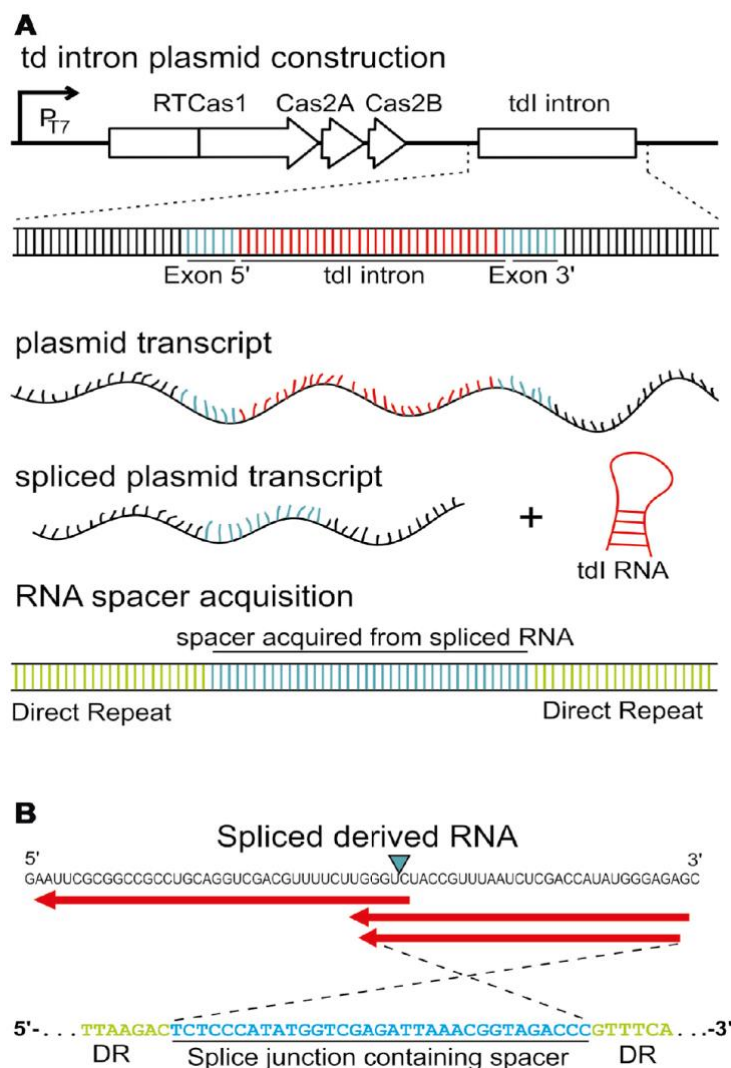 A
td intron plasmid construction
P T7
RTCas1 Cas2A Cas2B tdI intron
Exon 5' tdI intron Exon 3'
plasmid transcript
spliced plasmid transcript
+
tdI RNA
RNA spacer acquisition
spacer acquired from spliced RNA
Direct Repeat Direct Repeat
B
Spliced derived RNA
5' 3'
GAAUUCGCGGCCGCCUGCAGGUCGACGUUUUCUUGGGUCUACCGUUUAAUCUCGACCAUAUGGGAGAGC
5'-...TTAAGACTCTCCCATATGGTCGAGATTAAACGGTAGACCCGTTTCA...-3'
DR Splice junction containing spacer DR